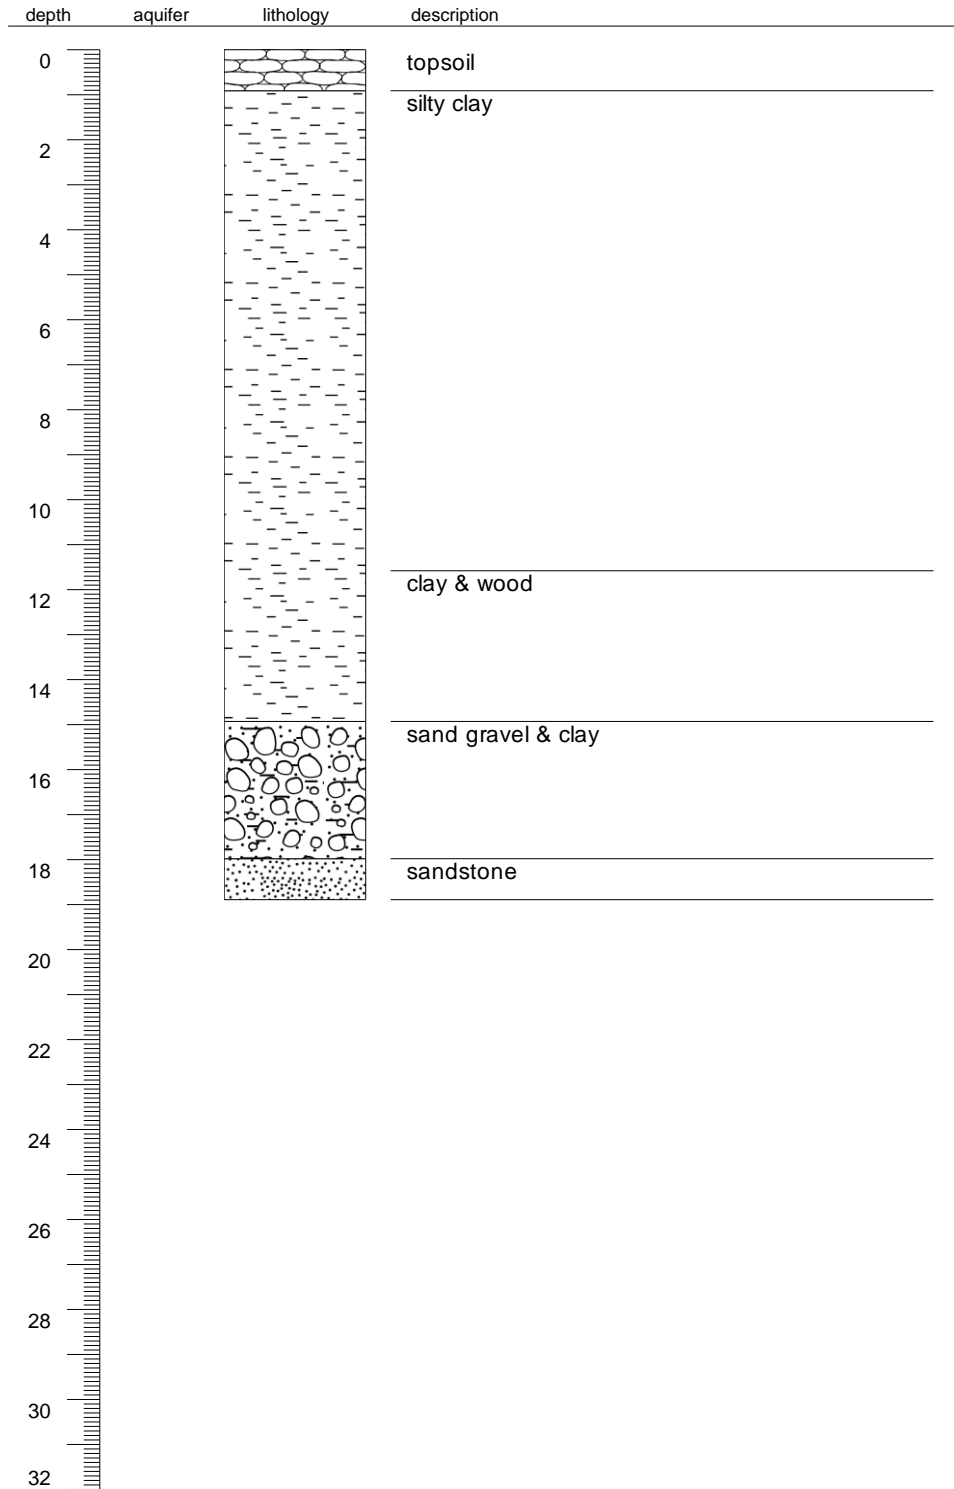 depth aquifer lithology description
0 topsoil
silty clay
2
4
6
8
10
12 clay & wood
14
sand gravel & clay
16
18 sandstone
20
22
24
26
28
30
32